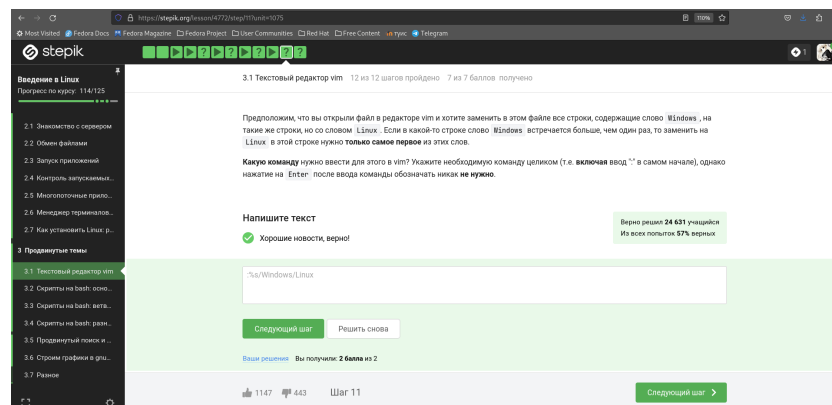 https://stepik.org/lesson/4772/step/11?unit=1075
110%
Most Visited Fedora Docs Fedora Magazine Fedora Project User Communities Red Hat Free Content туис Telegram
stepik
1
Введение в Linux
Прогресс по курсу: 114/125
3.1 Текстовый редактор vim 12 из 12 шагов пройдено 7 из 7 баллов получено
2.1 Знакомство с сервером
2.2 Обмен файлами
2.3 Запуск приложений
2.4 Контроль запускаемых...
2.5 Многопоточные прило...
2.6 Менеджер терминалов...
2.7 Как установить Linux: р...
3 Продвинутые темы
3.1 Текстовый редактор vim
3.2 Скрипты на bash: осно...
3.3 Скрипты на bash: ветв...
3.4 Скрипты на bash: разн...
3.5 Продвинутый поиск и ...
3.6 Строим графики в gnu...
3.7 Разное
Предположим, что вы открыли файл в редакторе vim и хотите заменить в этом файле все строки, содержащие слово Windows, на
такие же строки, но со словом Linux. Если в какой-то строке слово Windows встречается больше, чем один раз, то заменить на
Linux в этой строке нужно только самое первое из этих слов.
Какую команду нужно ввести для этого в vim? Укажите необходимую команду целиком (т.е. включая ввод ":" в самом начале), однако
нажатие на Enter после ввода команды обозначать никак не нужно.
Напишите текст
Хорошие новости, верно!
Верно решил 24 631 учащийся
Из всех попыток 57% верных
:%s/Windows/Linux
Следующий шаг
Решить снова
Ваши решения Вы получили: 2 балла из 2
1147 443 Шаг 11
Следующий шаг